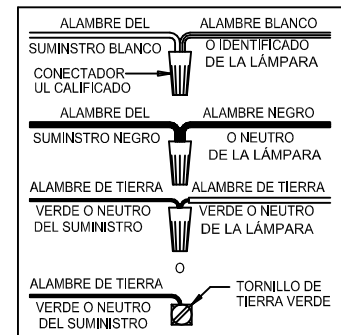 ALAMBRE DEL ALAMBRE BLANCO
SUMINSTRO BLANCO O IDENTIFICADO
DE LA LÁMPARA
CONECTADOR
UL CALIFICADO
ALAMBRE DEL ALAMBRE NEGRO
SUMINSTRO NEGRO O NEUTRO
DE LA LÁMPARA
ALAMBRE DE TIERRA ALAMBRE DE TIERRA
VERDE O NEUTRO VERDE O NEUTRO
DEL SUMINISTRO DE LA LÁMPARA
O
ALAMBRE DE TIERRA TORNILLO DE
TIERRA VERDE
VERDE O NEUTRO
DEL SUMINISTRO